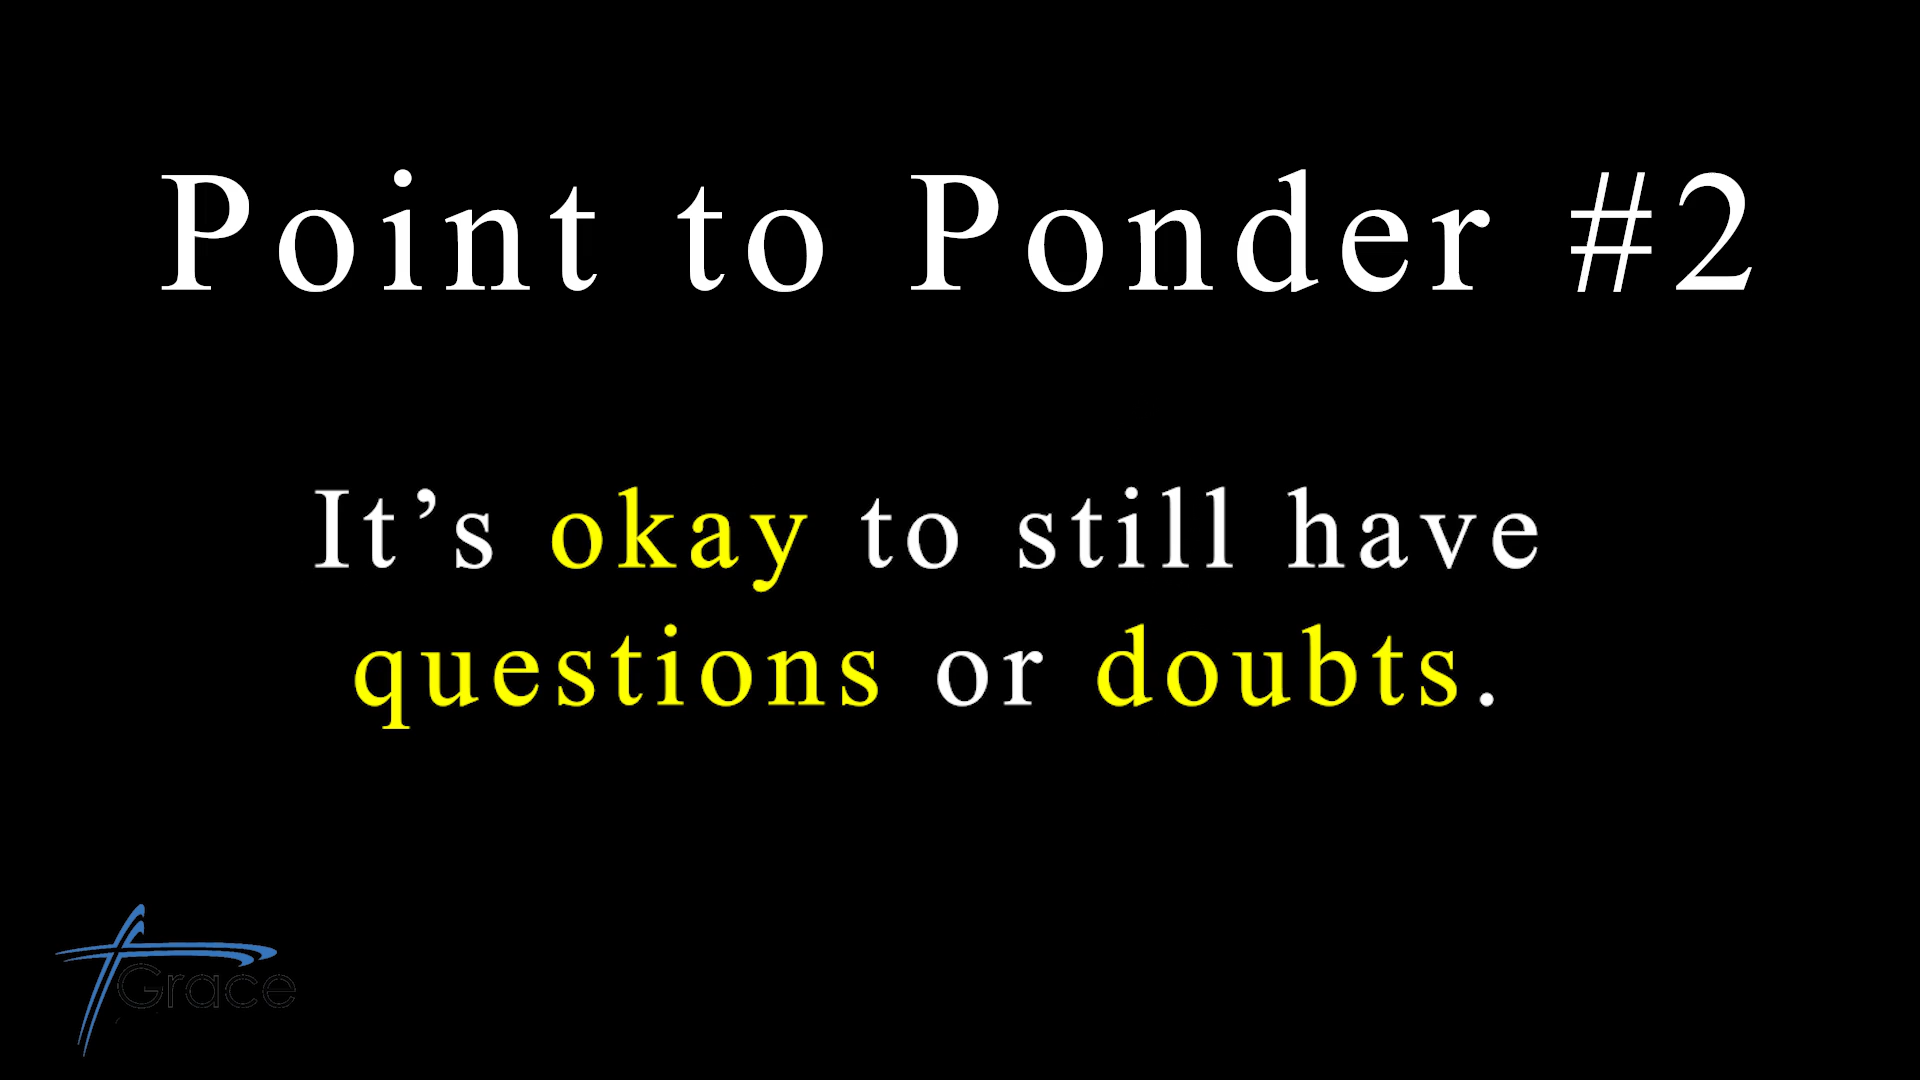 Point to Ponder #2
It’s okay to still have
questions or doubts.
Grace